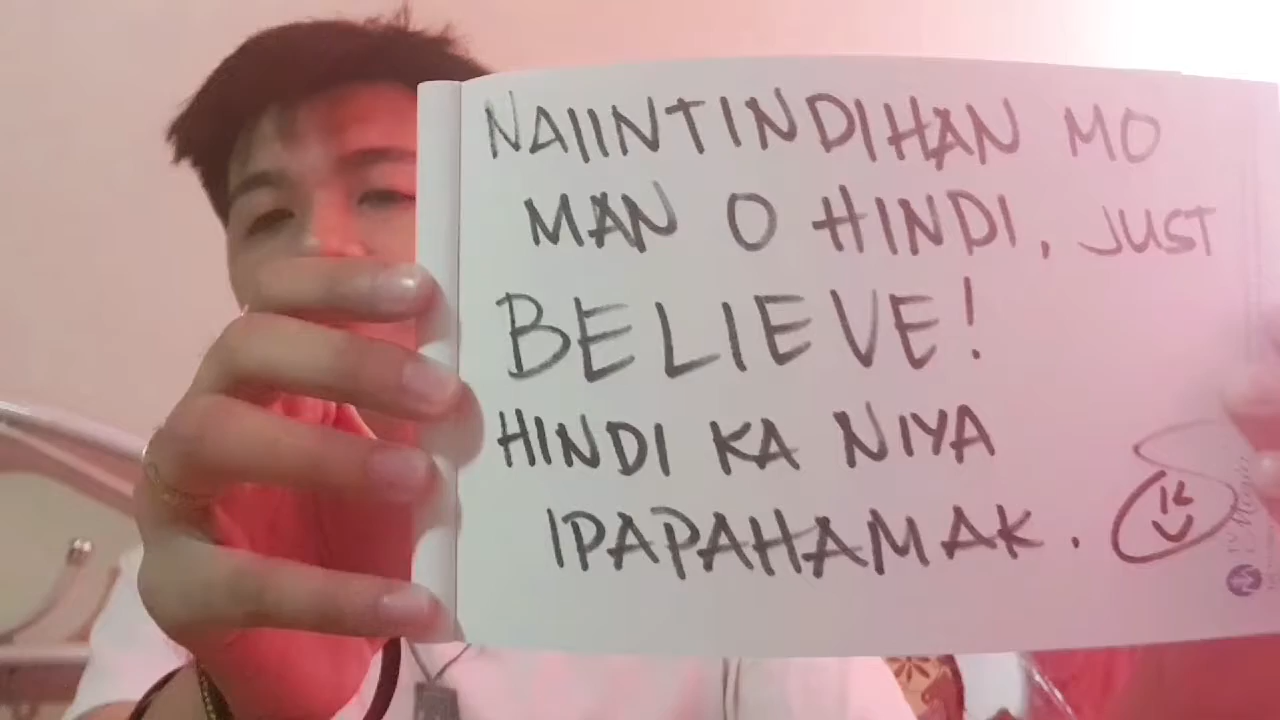 NAIINTINDIHAN MO
MAN O HINDI, JUST
BELIEVE!
HINDI KA NIYA
IPAPAHAMAK.